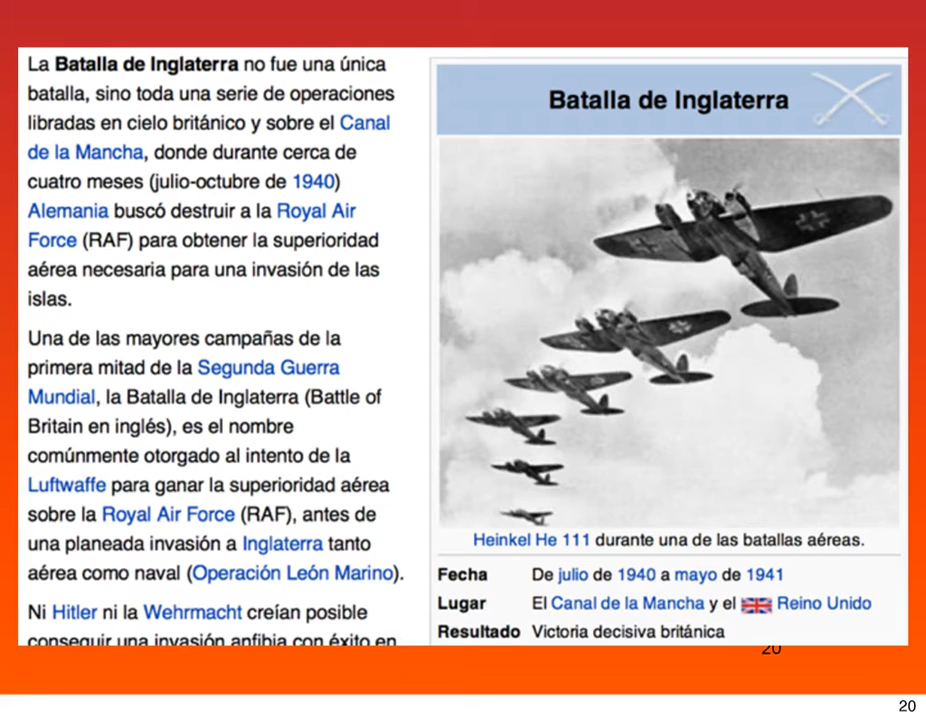 La Batalla de Inglaterra no fue una única
batalla, sino toda una serie de operaciones
libradas en cielo británico y sobre el Canal
de la Mancha, donde durante cerca de
cuatro meses (julio-octubre de 1940)
Alemania buscó destruir a la Royal Air
Force (RAF) para obtener la superioridad
aérea necesaria para una invasión de las
islas.
Una de las mayores campañas de la
primera mitad de la Segunda Guerra
Mundial, la Batalla de Inglaterra (Battle of
Britain en inglés), es el nombre
comúnmente otorgado al intento de la
Luftwaffe para ganar la superioridad aérea
sobre la Royal Air Force (RAF), antes de
una planeada invasión a Inglaterra tanto
aérea como naval (Operación León Marino).
Ni Hitler ni la Wehrmacht creían posible
conseguir una invasión anfibia con éxito en
Batalla de Inglaterra
Heinkel He 111 durante una de las batallas aéreas.
Fecha De julio de 1940 a mayo de 1941
Lugar El Canal de la Mancha y el Reino Unido
Resultado Victoria decisiva británica
20
20